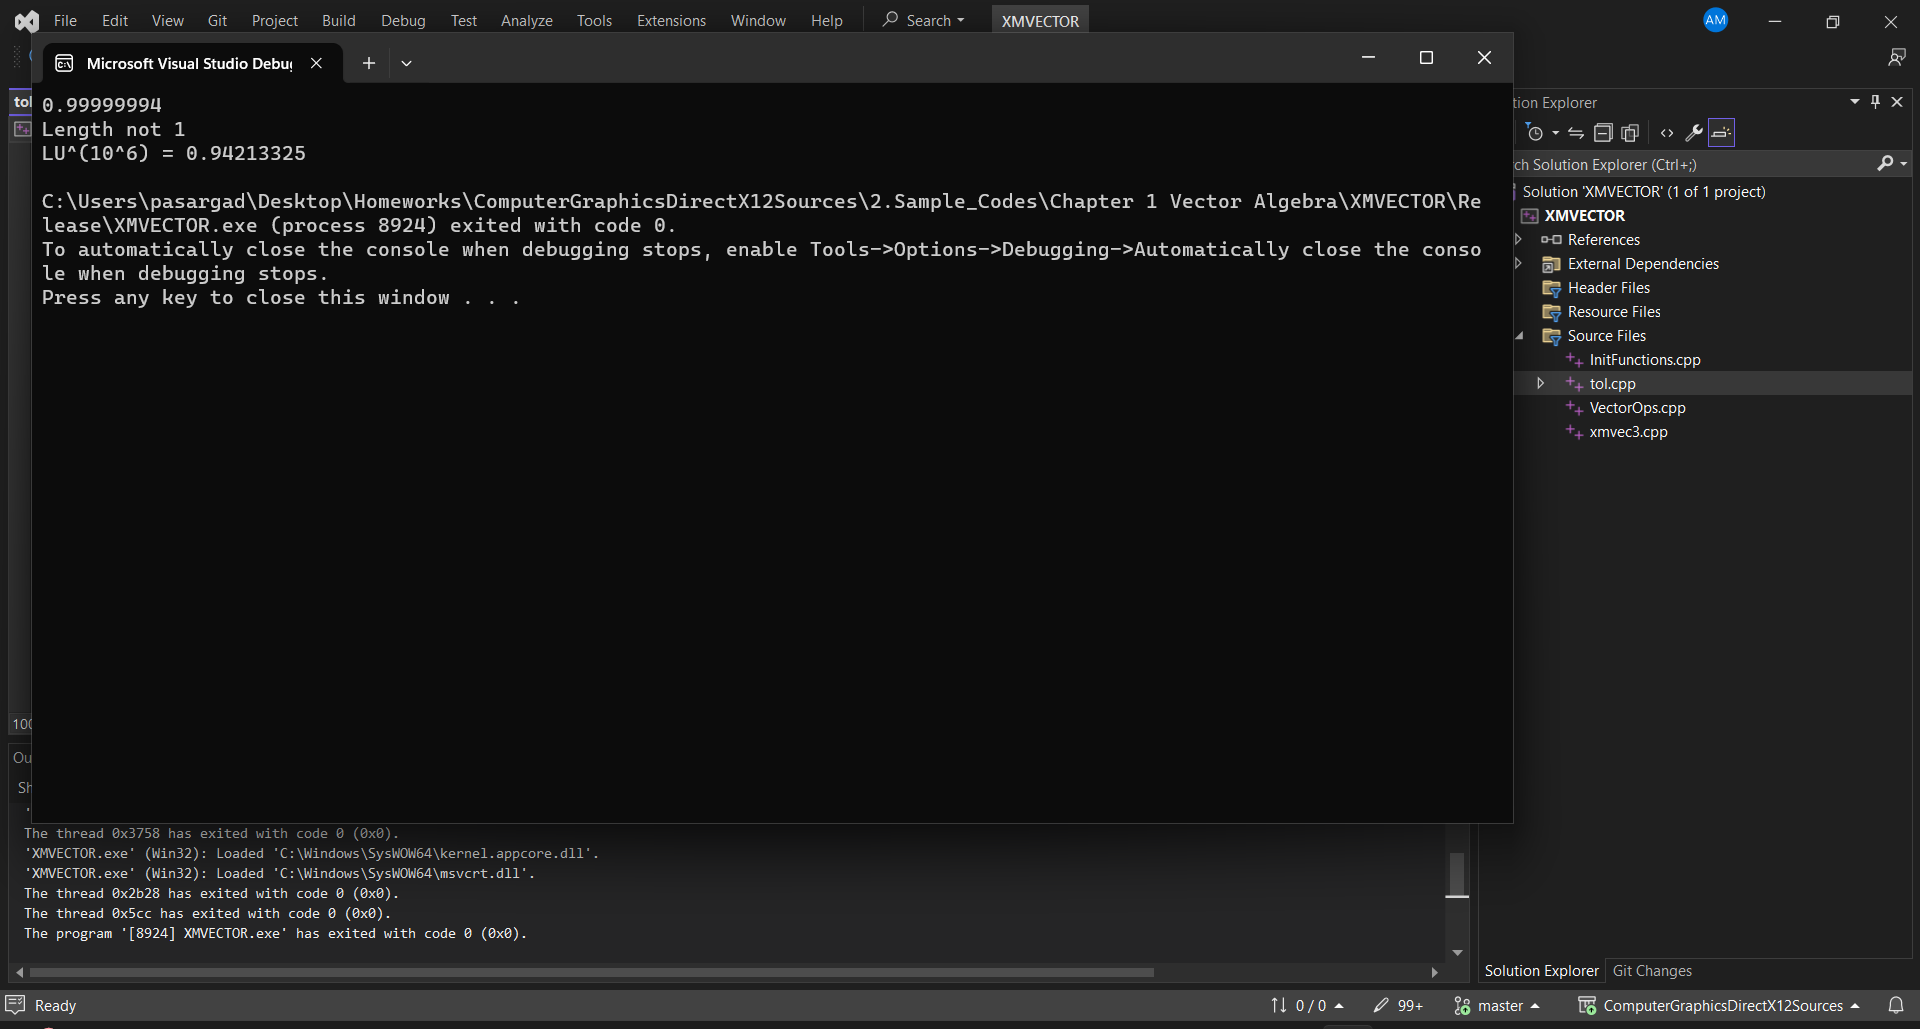 File Edit View Git Project Build Debug Test Analyze Tools Extensions Window Help Search XMVECTOR AM
Microsoft Visual Studio Debu
tol
0.99999994
Length not 1
LU^(10^6) = 0.94213325
C:\Users\pasargad\Desktop\Homeworks\ComputerGraphicsDirectX12Sources\2.Sample_Codes\Chapter 1 Vector Algebra\XMVECTOR\Re
lease\XMVECTOR.exe (process 8924) exited with code 0.
To automatically close the console when debugging stops, enable Tools->Options->Debugging->Automatically close the conso
le when debugging stops.
Press any key to close this window . . .
tion Explorer
ch Solution Explorer (Ctrl+;)
Solution 'XMVECTOR' (1 of 1 project)
XMVECTOR
References
External Dependencies
Header Files
Resource Files
Source Files
InitFunctions.cpp
tol.cpp
VectorOps.cpp
xmvec3.cpp
100
Ou
Sh
The thread 0x3758 has exited with code 0 (0x0).
'XMVECTOR.exe' (Win32): Loaded 'C:\Windows\SysWOW64\kernel.appcore.dll'.
'XMVECTOR.exe' (Win32): Loaded 'C:\Windows\SysWOW64\msvcrt.dll'.
The thread 0x2b28 has exited with code 0 (0x0).
The thread 0x5cc has exited with code 0 (0x0).
The program '[8924] XMVECTOR.exe' has exited with code 0 (0x0).
Solution Explorer Git Changes
Ready 0 / 0 99+ master ComputerGraphicsDirectX12Sources